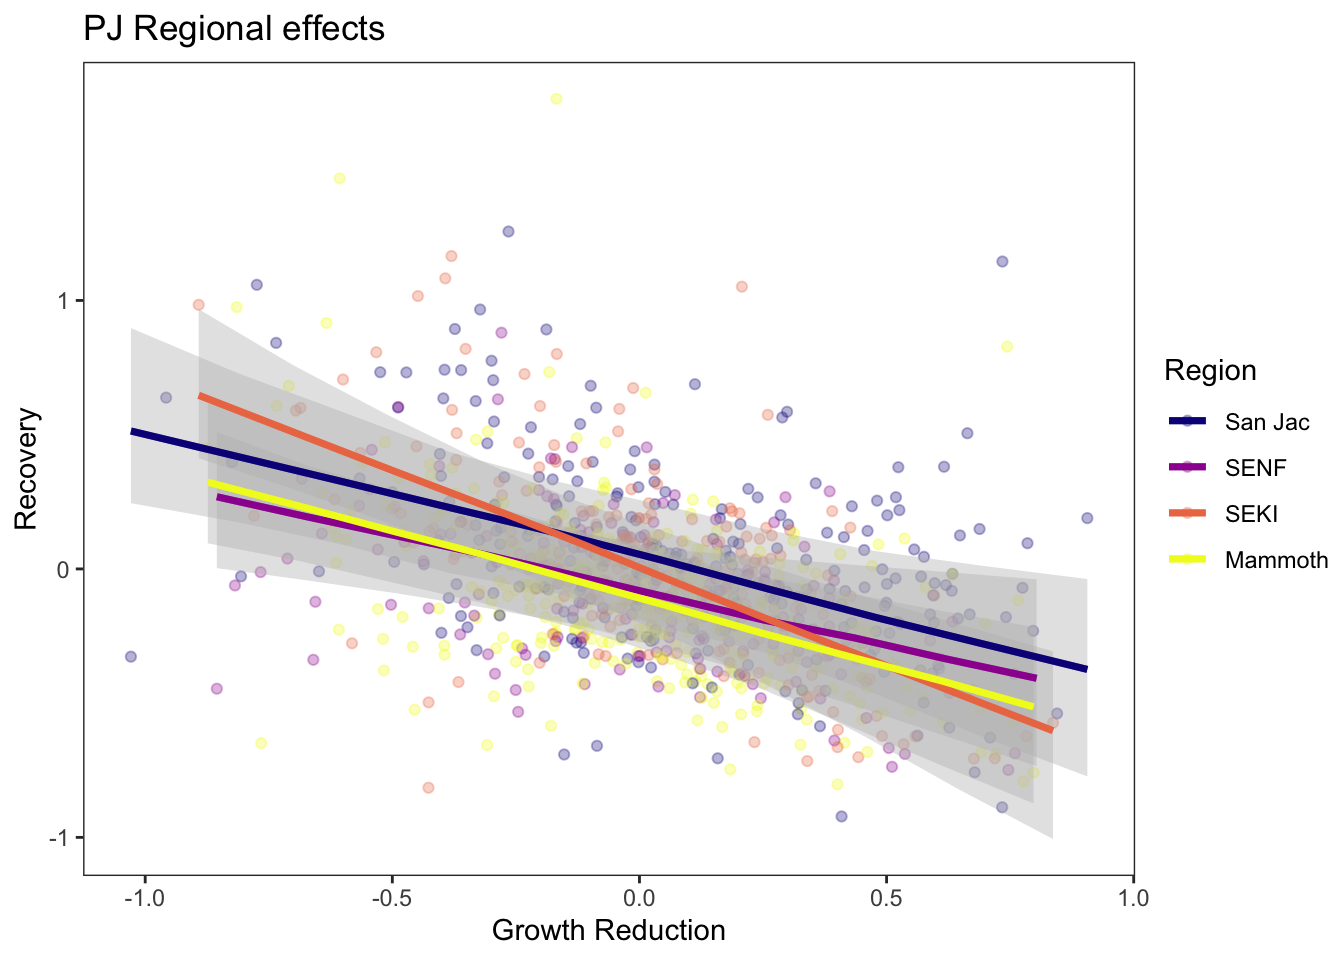 PJ Regional effects
Recovery
1
0
-1
-1.0
-0.5
0.0
0.5
1.0
Growth Reduction
Region
San Jac
SENF
SEKI
Mammoth